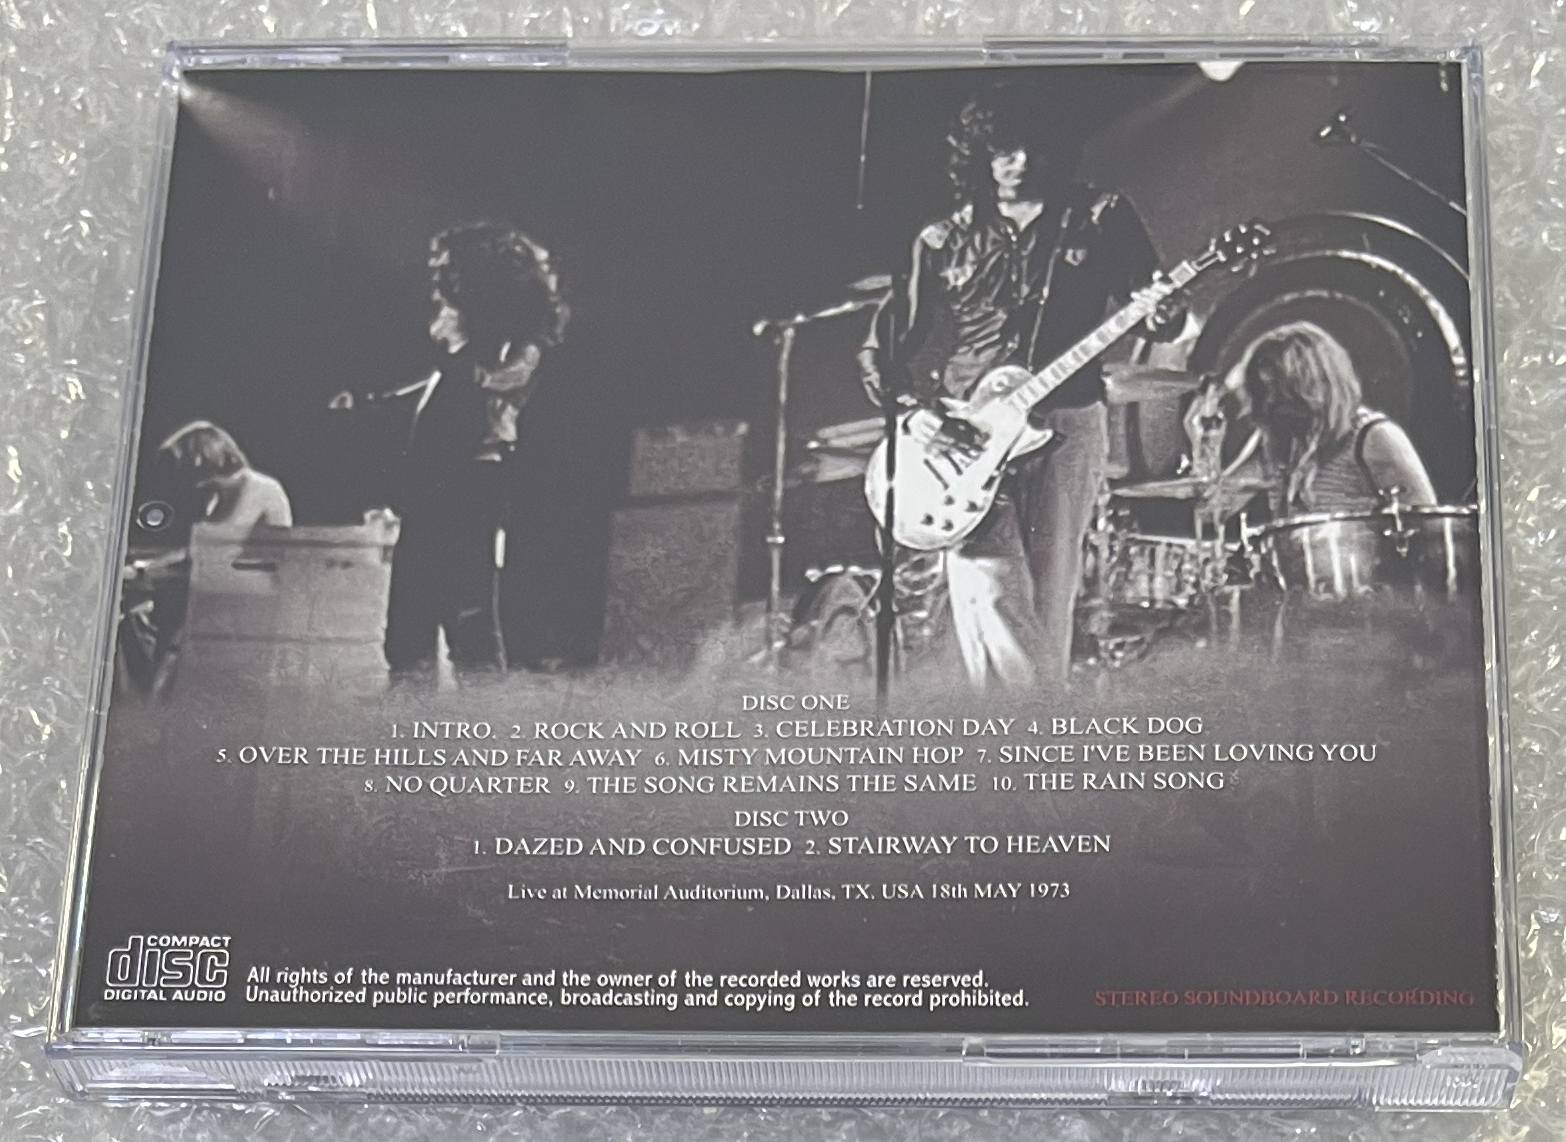 DISC ONE
1. INTRO. 2. ROCK AND ROLL 3. CELEBRATION DAY 4. BLACK DOG
5. OVER THE HILLS AND FAR AWAY 6. MISTY MOUNTAIN HOP 7. SINCE I'VE BEEN LOVING YOU
8. NO QUARTER 9. THE SONG REMAINS THE SAME 10. THE RAIN SONG
DISC TWO
1. DAZED AND CONFUSED 2. STAIRWAY TO HEAVEN
Live at Memorial Auditorium, Dallas, TX, USA 18th MAY 1973
COMPACT
disc
DIGITAL AUDIO
All rights of the manufacturer and the owner of the recorded works are reserved.
Unauthorized public performance, broadcasting and copying of the record prohibited.
STEREO SOUNDBOARD RECORDING